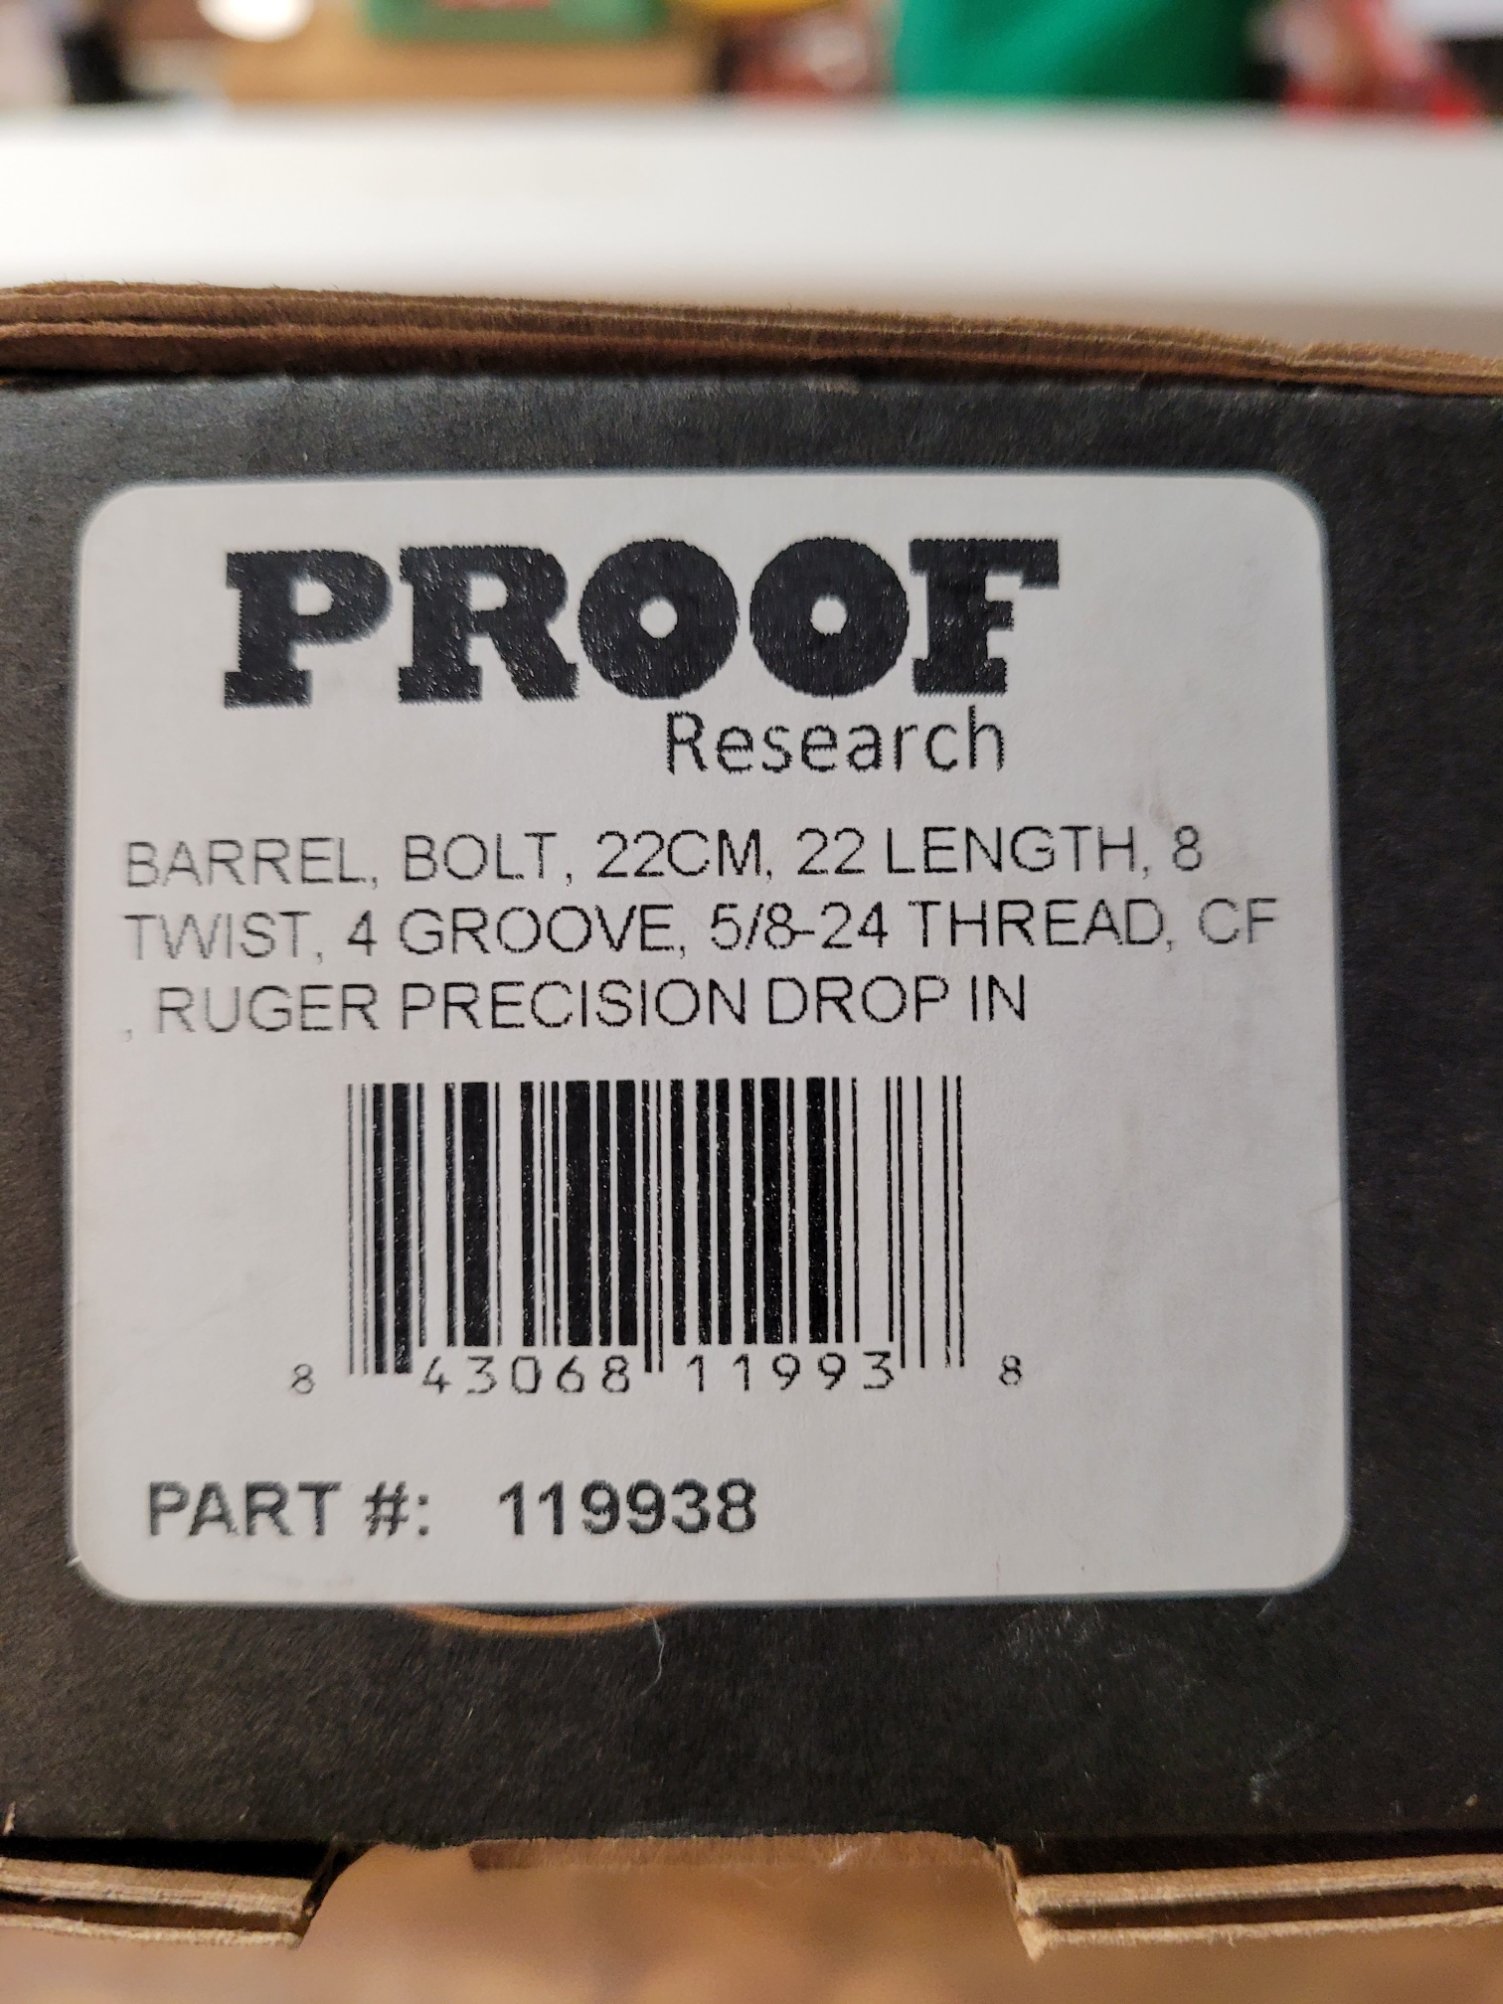 PROOF
Research
BARREL, BOLT, 22CM, 22 LENGTH, 8
TWIST, 4 GROOVE, 5/8-24 THREAD, CF
, RUGER PRECISION DROP IN
8 43068 11993 8
PART #: 119938